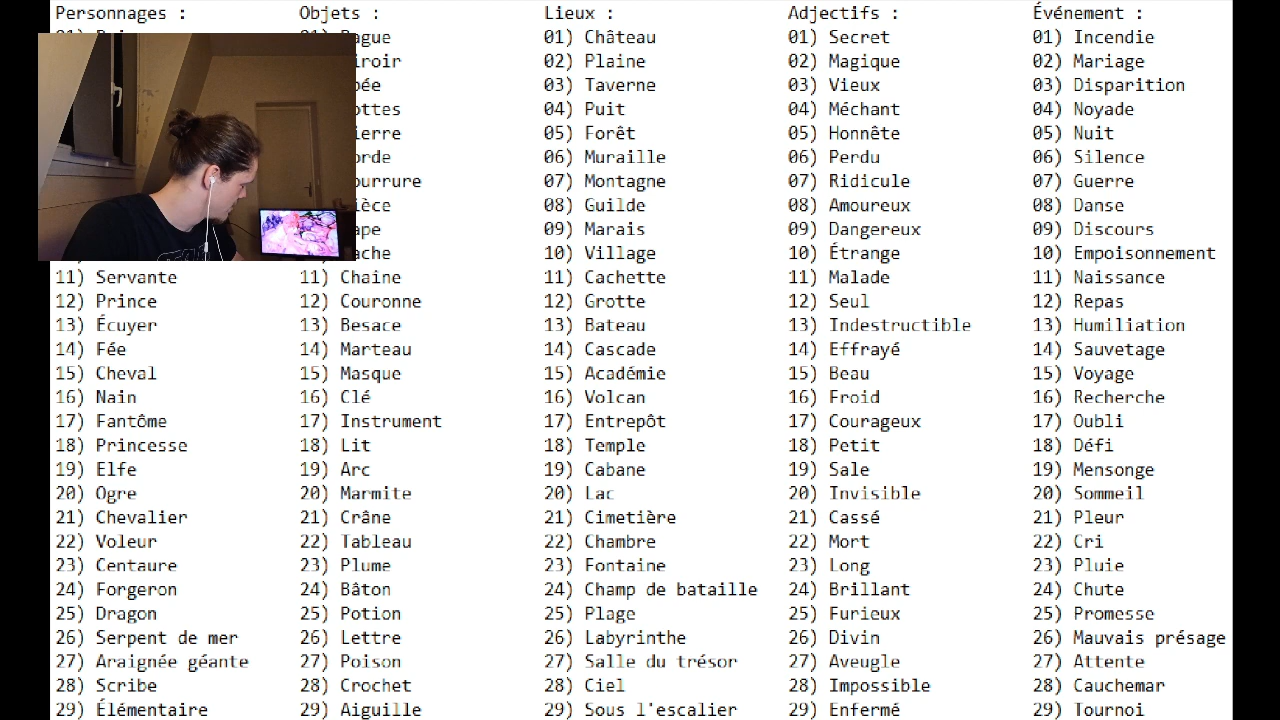 Personnages : Objets : Lieux : Adjectifs : Événement :
01) Château 01) Secret 01) Incendie
02) Plaine 02) Magique 02) Mariage
03) Taverne 03) Vieux 03) Disparition
04) Puit 04) Méchant 04) Noyade
05) Forêt 05) Honnête 05) Nuit
06) Muraille 06) Perdu 06) Silence
07) Montagne 07) Ridicule 07) Guerre
08) Guilde 08) Amoureux 08) Danse
09) Marais 09) Dangereux 09) Discours
10) Village 10) Étrange 10) Empoisonnement
11) Servante 11) Chaine 11) Cachette 11) Malade 11) Naissance
12) Prince 12) Couronne 12) Grotte 12) Seul 12) Repas
13) Écuyer 13) Besace 13) Bateau 13) Indestructible 13) Humiliation
14) Fée 14) Marteau 14) Cascade 14) Effrayé 14) Sauvetage
15) Cheval 15) Masque 15) Académie 15) Beau 15) Voyage
16) Nain 16) Clé 16) Volcan 16) Froid 16) Recherche
17) Fantôme 17) Instrument 17) Entrepôt 17) Courageux 17) Oubli
18) Princesse 18) Lit 18) Temple 18) Petit 18) Défi
19) Elfe 19) Arc 19) Cabane 19) Sale 19) Mensonge
20) Ogre 20) Marmite 20) Lac 20) Invisible 20) Sommeil
21) Chevalier 21) Crâne 21) Cimetière 21) Cassé 21) Pleur
22) Voleur 22) Tableau 22) Chambre 22) Mort 22) Cri
23) Centaure 23) Plume 23) Fontaine 23) Long 23) Pluie
24) Forgeron 24) Bâton 24) Champ de bataille 24) Brillant 24) Chute
25) Dragon 25) Potion 25) Plage 25) Furieux 25) Promesse
26) Serpent de mer 26) Lettre 26) Labyrinthe 26) Divin 26) Mauvais présage
27) Araignée géante 27) Poison 27) Salle du trésor 27) Aveugle 27) Attente
28) Scribe 28) Crochet 28) Ciel 28) Impossible 28) Cauchemar
29) Élémentaire 29) Aiguille 29) Sous l'escalier 29) Enfermé 29) Tournoi